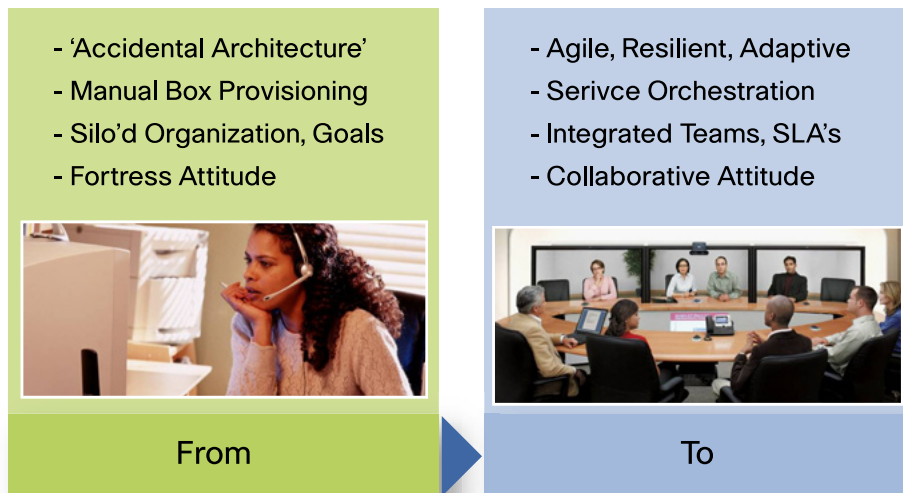 - ‘Accidental Architecture’
- Manual Box Provisioning
- Silo’d Organization, Goals
- Fortress Attitude
From
- Agile, Resilient, Adaptive
- Serivce Orchestration
- Integrated Teams, SLA’s
- Collaborative Attitude
To